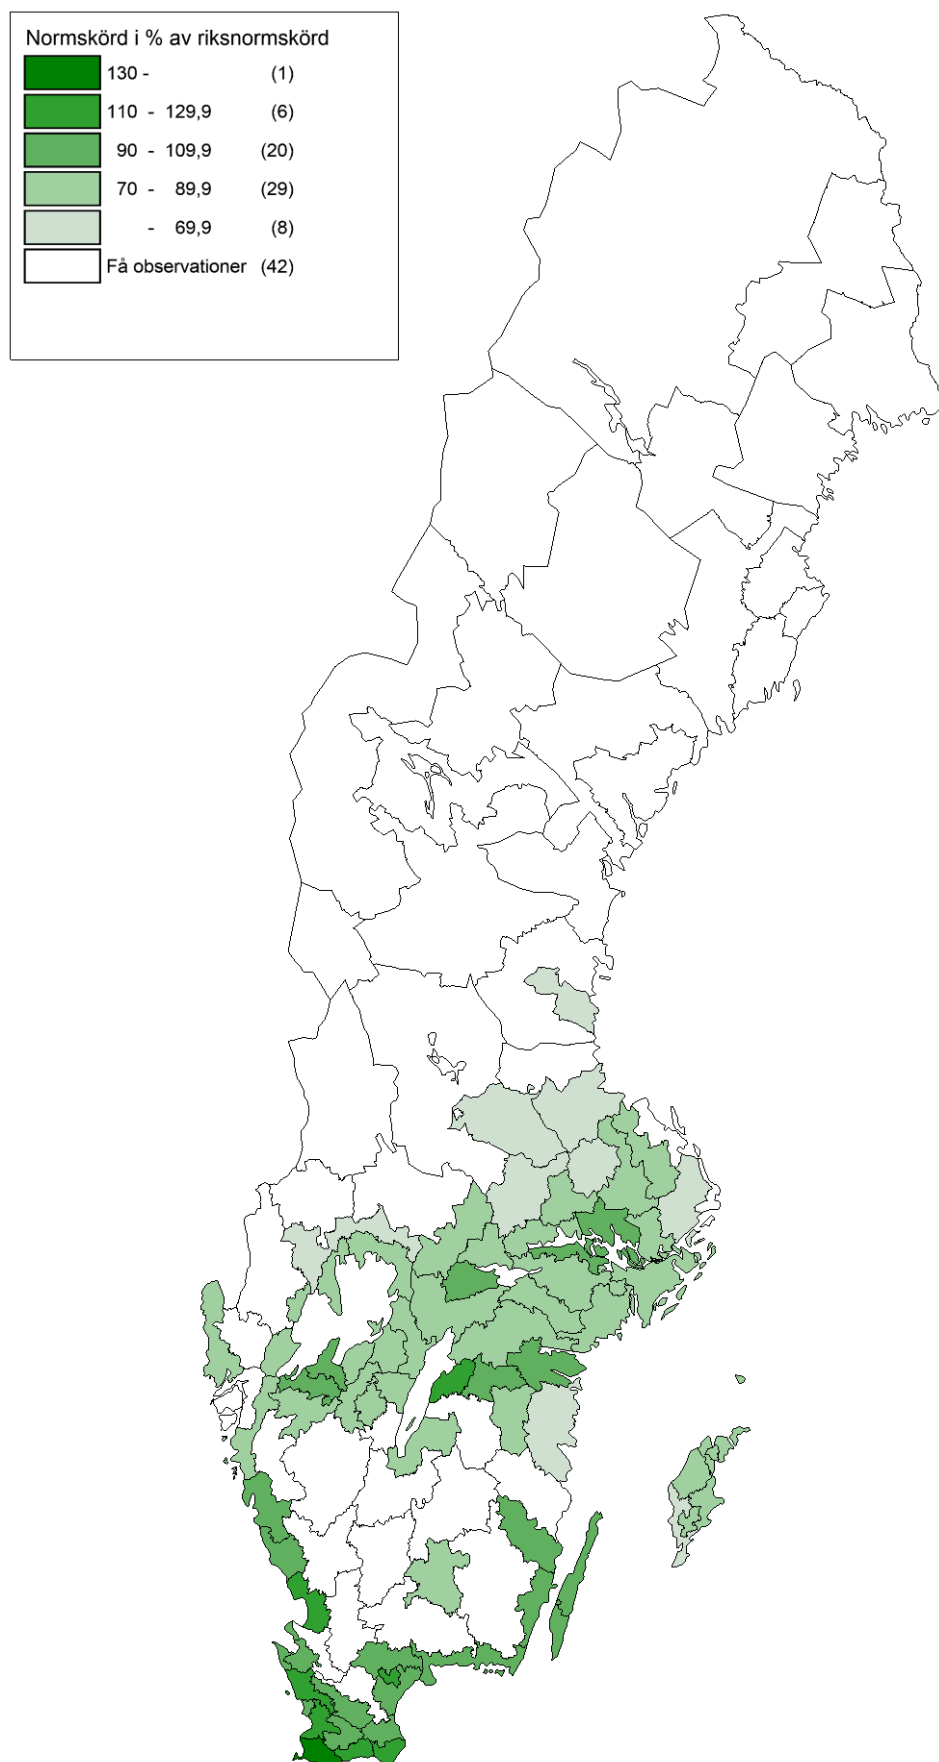 Normskörd i % av riksnormskörd
130 - (1)
110 - 129,9 (6)
90 - 109,9 (20)
70 - 89,9 (29)
- 69,9 (8)
Få observationer (42)